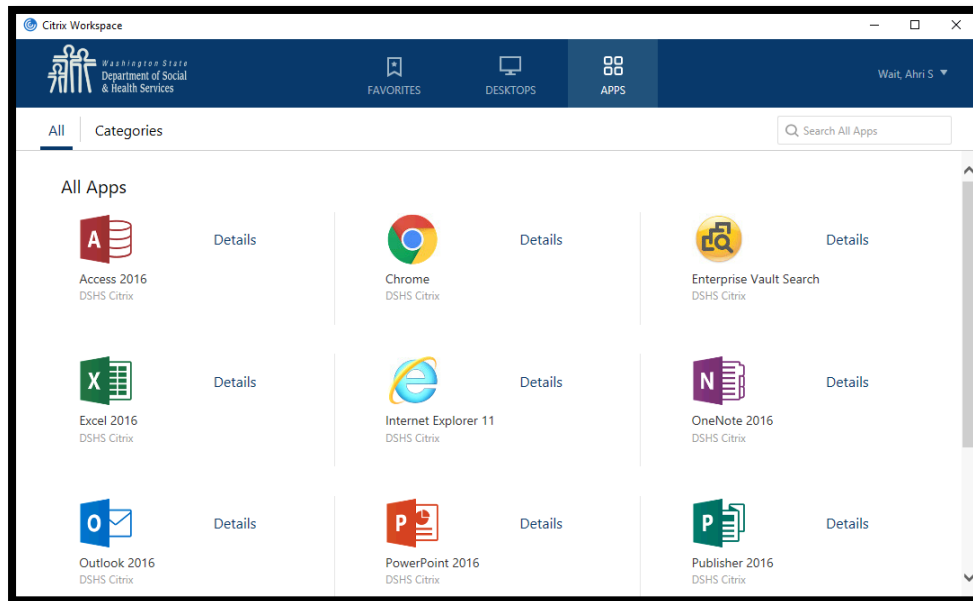 Citrix Workspace
Washington State
Department of Social
& Health Services
FAVORITES
DESKTOPS
APPS
Wait, Ahri S
All
Categories
Search All Apps
All Apps
A
Details
Details
Details
Access 2016
Chrome
Enterprise Vault Search
DSHS Citrix
DSHS Citrix
DSHS Citrix
X
Details
Details
N
Details
Excel 2016
Internet Explorer 11
OneNote 2016
DSHS Citrix
DSHS Citrix
DSHS Citrix
O
Details
P
Details
P
Details
Outlook 2016
PowerPoint 2016
Publisher 2016
DSHS Citrix
DSHS Citrix
DSHS Citrix